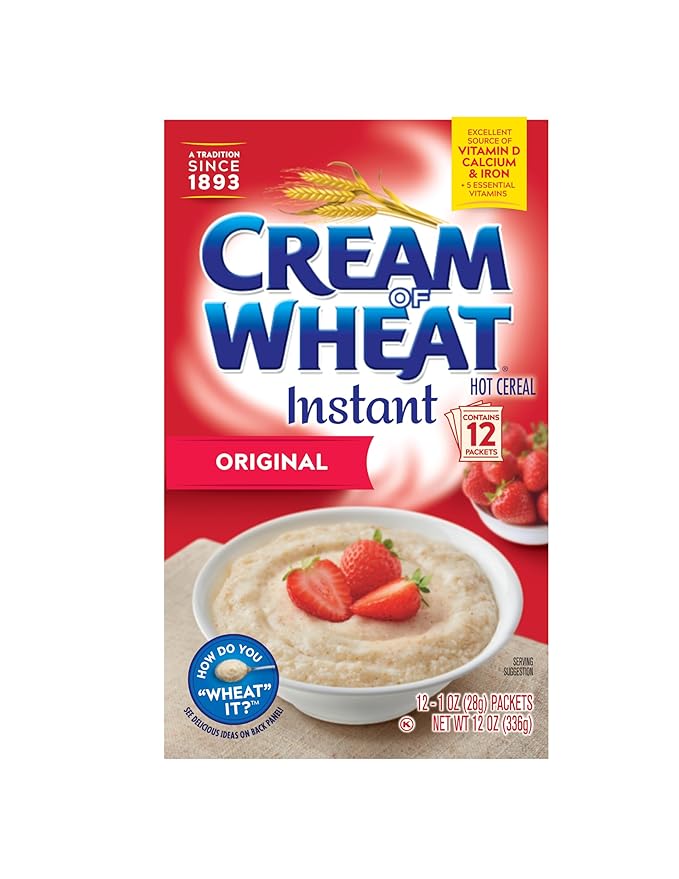 A TRADITION
SINCE
1893
EXCELLENT
SOURCE OF
VITAMIN D
CALCIUM
& IRON
+ 5 ESSENTIAL
VITAMINS
CREAM
OF
WHEAT®
HOT CEREAL
Instant
CONTAINS
12
PACKETS
ORIGINAL
HOW DO YOU
“WHEAT”
IT?™
SEE DELICIOUS IDEAS ON BACK PANEL!
SERVING
SUGGESTION
12 - 1 OZ (28g) PACKETS
K
NET WT 12 OZ (336g)